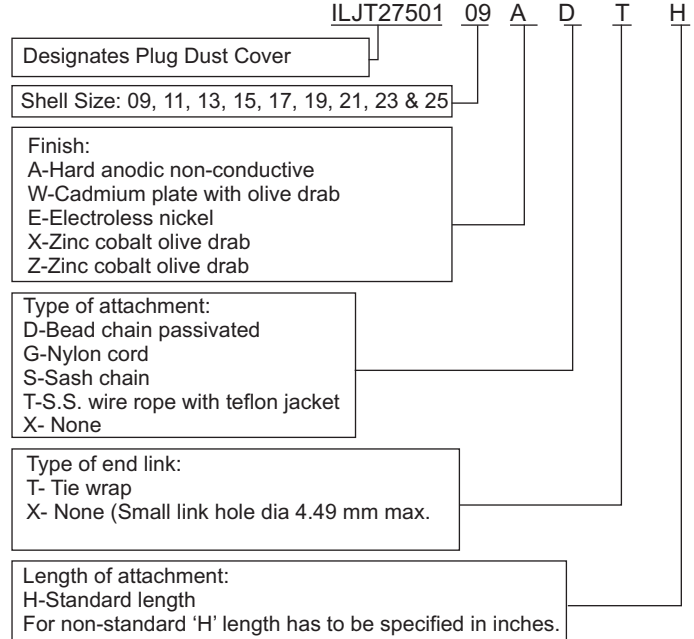 ILJT27501 09 A D T H
Designates Plug Dust Cover
Shell Size: 09, 11, 13, 15, 17, 19, 21, 23 & 25
Finish:
A-Hard anodic non-conductive
W-Cadmium plate with olive drab
E-Electroless nickel
X-Zinc cobalt olive drab
Z-Zinc cobalt olive drab
Type of attachment:
D-Bead chain passivated
G-Nylon cord
S-Sash chain
T-S.S. wire rope with teflon jacket
X- None
Type of end link:
T- Tie wrap
X- None (Small link hole dia 4.49 mm max.
Length of attachment:
H-Standard length
For non-standard ‘H’ length has to be specified in inches.